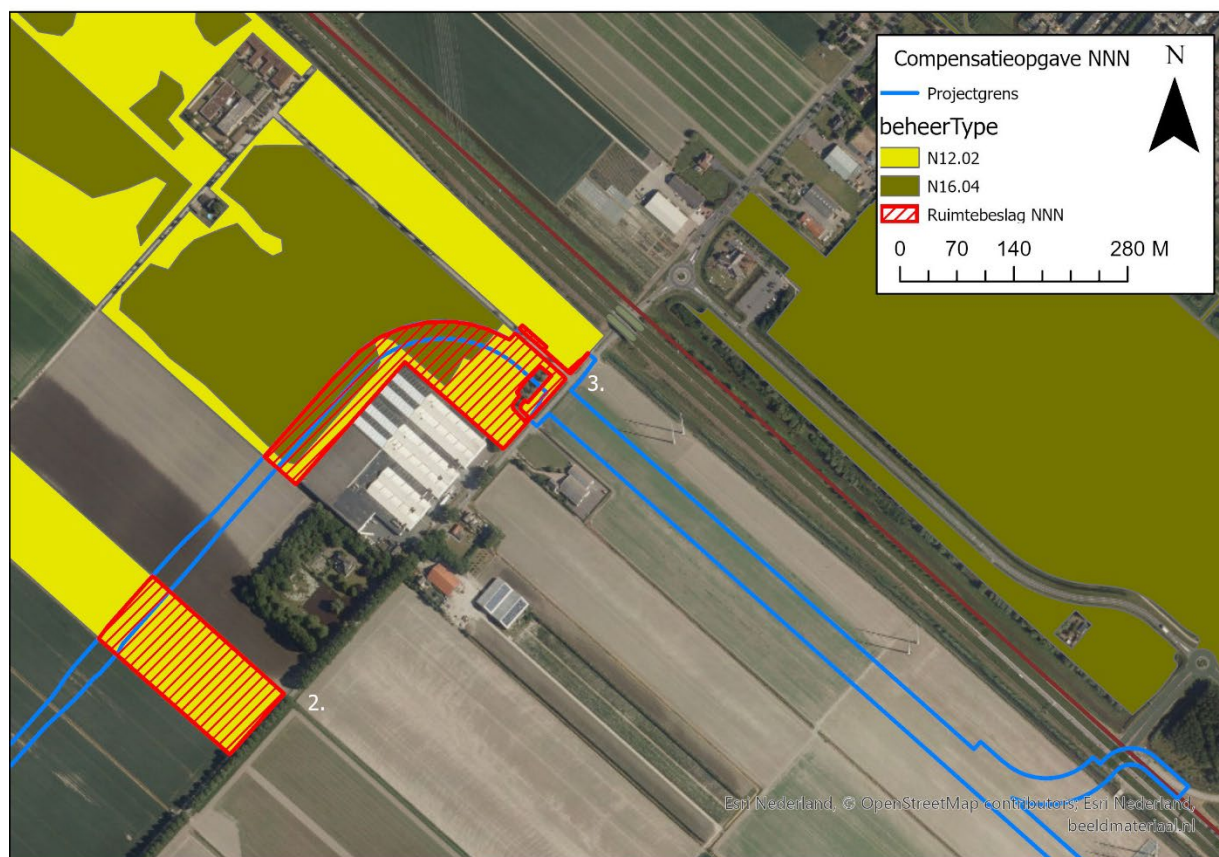 Compensatieopgave NNN
N
Projectgrens
beheerType
N12.02
N16.04
Ruimtebeslag NNN
0 70 140 280 M
3.
2.
Esri Nederland, © OpenStreetMap contributors, Esri Nederland,
beeldmateriaal.nl